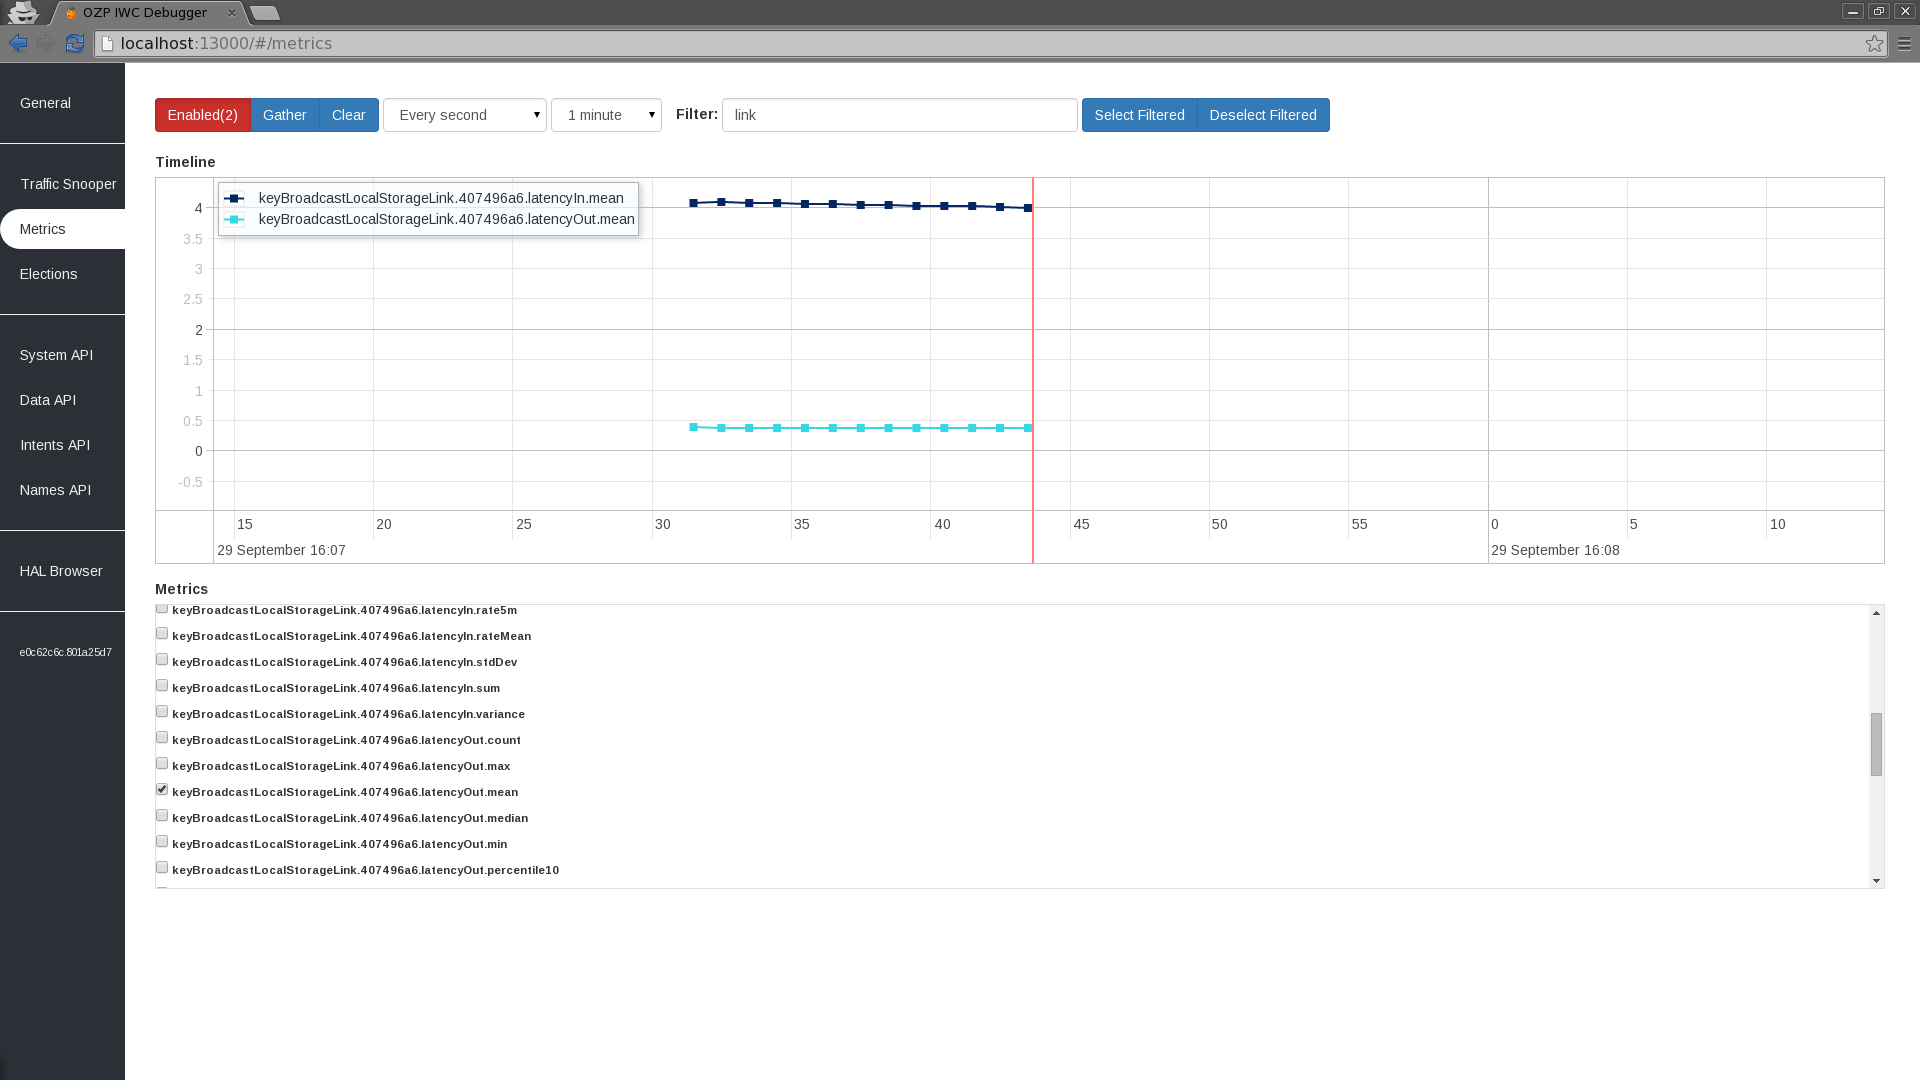 OZP IWC Debugger
localhost:13000/#/metrics
General
Traffic Snooper
Metrics
Elections
System API
Data API
Intents API
Names API
HAL Browser
e0c62c6c.801a25d7
Enabled(2) Gather Clear Every second 1 minute Filter: link Select Filtered Deselect Filtered
Timeline
keyBroadcastLocalStorageLink.407496a6.latencyIn.mean
keyBroadcastLocalStorageLink.407496a6.latencyOut.mean
4
3.5
3
2.5
2
1.5
1
0.5
0
-0.5
15 20 25 30 35 40 45 50 55 0 5 10
29 September 16:07 29 September 16:08
Metrics
keyBroadcastLocalStorageLink.407496a6.latencyIn.rate5m
keyBroadcastLocalStorageLink.407496a6.latencyIn.rateMean
keyBroadcastLocalStorageLink.407496a6.latencyIn.stdDev
keyBroadcastLocalStorageLink.407496a6.latencyIn.sum
keyBroadcastLocalStorageLink.407496a6.latencyIn.variance
keyBroadcastLocalStorageLink.407496a6.latencyOut.count
keyBroadcastLocalStorageLink.407496a6.latencyOut.max
keyBroadcastLocalStorageLink.407496a6.latencyOut.mean
keyBroadcastLocalStorageLink.407496a6.latencyOut.median
keyBroadcastLocalStorageLink.407496a6.latencyOut.min
keyBroadcastLocalStorageLink.407496a6.latencyOut.percentile10